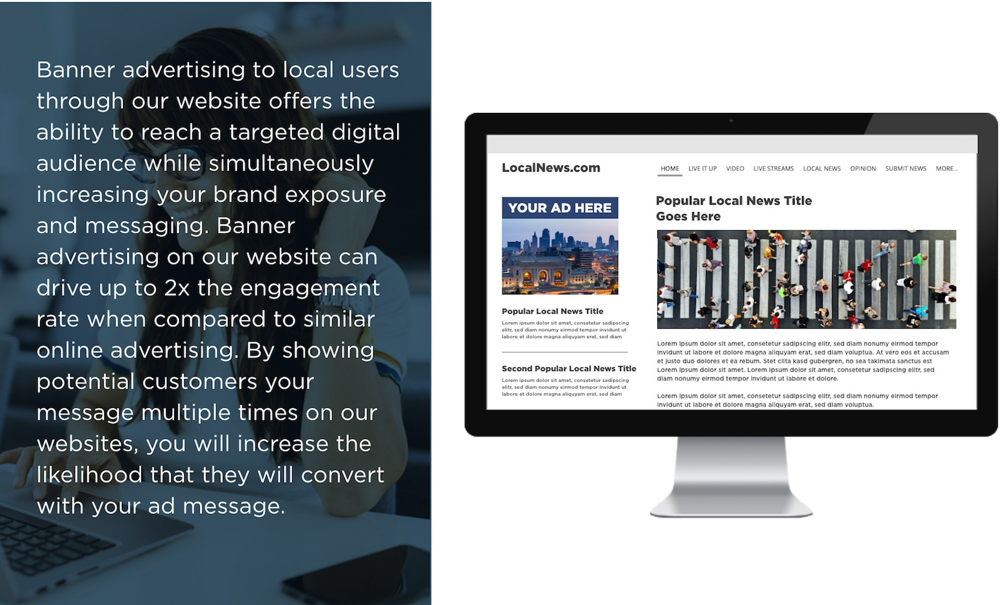 Banner advertising to local users
through our website offers the
ability to reach a targeted digital
audience while simultaneously
increasing your brand exposure
and messaging. Banner
advertising on our website can
drive up to 2x the engagement
rate when compared to similar
online advertising. By showing
potential customers your
message multiple times on our
websites, you will increase the
likelihood that they will convert
with your ad message.
LocalNews.com
HOME LIVE IT UP VIDEO LIVE STREAMS LOCAL NEWS OPINION SUBMIT NEWS MORE...
YOUR AD HERE
Popular Local News Title
Lorem ipsum dolor sit amet, consetetur sadipscing
elitr, sed diam nonumy eirmod tempor invidunt ut
labore et dolore magna aliquyam erat, sed diam
Second Popular Local News Title
Lorem ipsum dolor sit amet, consetetur sadipscing
elitr, sed diam nonumy eirmod tempor invidunt ut
labore et dolore magna aliquyam erat, sed diam
Popular Local News Title
Goes Here
Lorem ipsum dolor sit amet, consetetur sadipscing elitr, sed diam nonumy eirmod tempor
invidunt ut labore et dolore magna aliquyam erat, sed diam voluptua. At vero eos et accusam
et justo duo dolores et ea rebum. Stet clita kasd gubergren, no sea takimata sanctus est
Lorem ipsum dolor sit amet. Lorem ipsum dolor sit amet, consetetur sadipscing elitr, sed
diam nonumy eirmod tempor invidunt ut labore et dolore.
Lorem ipsum dolor sit amet, consetetur sadipscing elitr, sed diam nonumy eirmod tempor
invidunt ut labore et dolore magna aliquyam erat, sed diam voluptua.